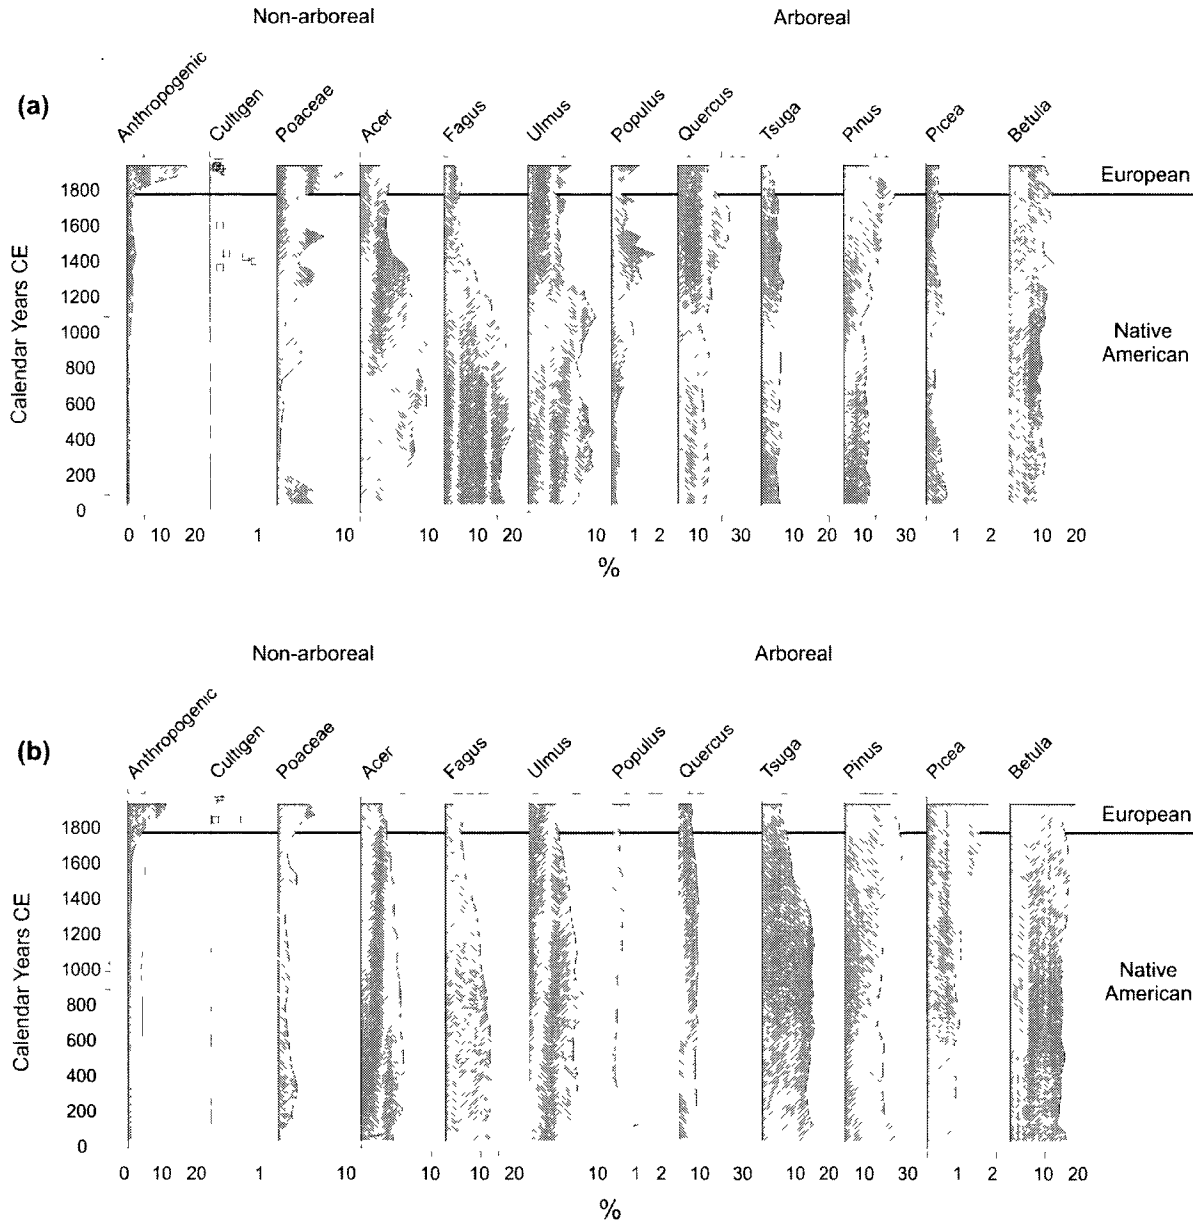 Non-arboreal Arboreal
(a)
Anthropogenic Cultigen Poaceae Acer Fagus Ulmus Populus Quercus Tsuga Pinus Picea Betula
Calendar Years CE
1800
1600
1400
1200
1000
800
600
400
200
0
European
Native
American
0 10 20 1 10 10 10 20 10 1 2 10 30 10 20 10 30 1 2 10 20
%
Non-arboreal Arboreal
(b)
Anthropogenic Cultigen Poaceae Acer Fagus Ulmus Populus Quercus Tsuga Pinus Picea Betula
Calendar Years CE
1800
1600
1400
1200
1000
800
600
400
200
0
European
Native
American
0 10 20 1 10 10 10 20 10 1 2 10 30 10 20 10 30 1 2 10 20
%